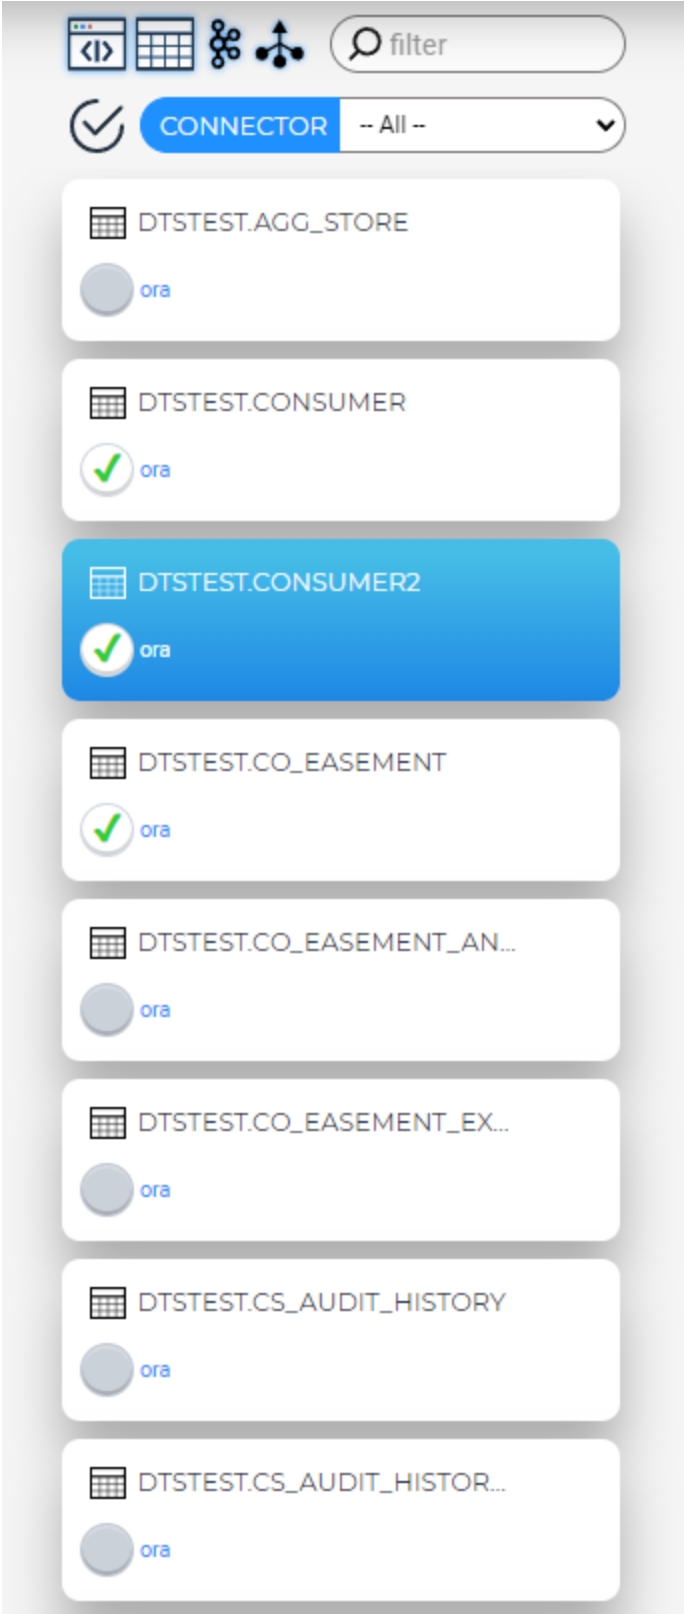 filter
CONNECTOR -- All --
DTSTEST.AGG_STORE
ora
DTSTEST.CONSUMER
ora
DTSTEST.CONSUMER2
ora
DTSTEST.CO_EASEMENT
ora
DTSTEST.CO_EASEMENT_AN...
ora
DTSTEST.CO_EASEMENT_EX...
ora
DTSTEST.CS_AUDIT_HISTORY
ora
DTSTEST.CS_AUDIT_HISTOR...
ora